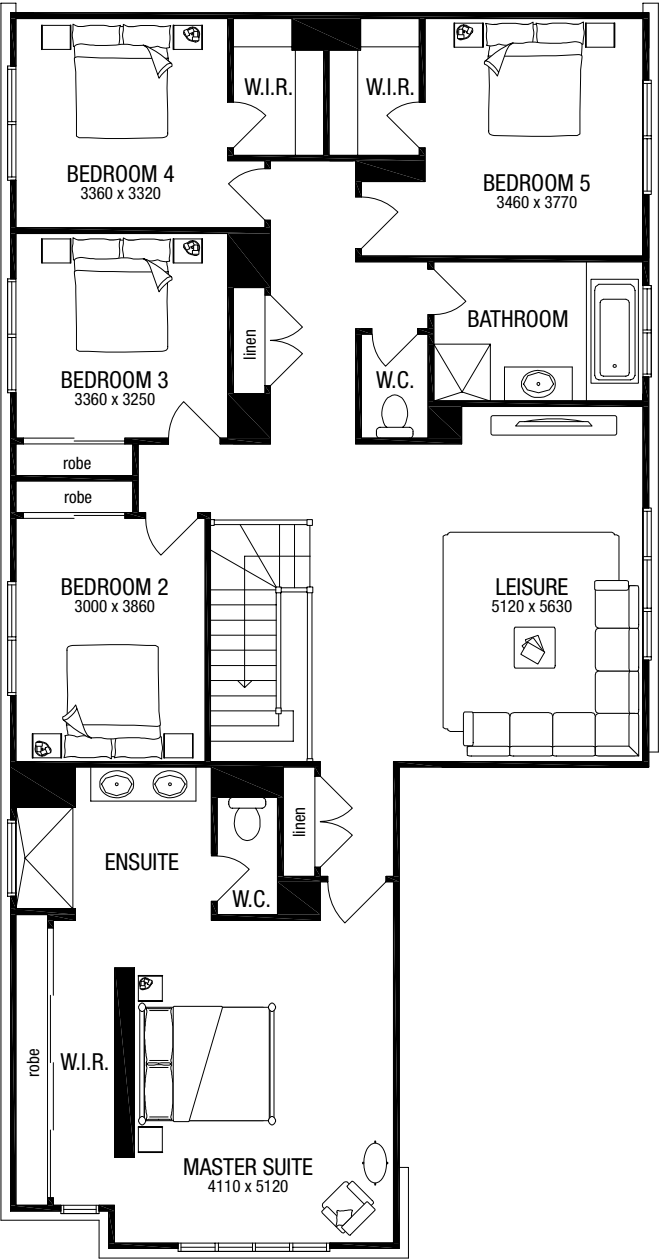 W.I.R.
W.I.R.
BEDROOM 4
3360 x 3320
BEDROOM 5
3460 x 3770
BATHROOM
linen
W.C.
BEDROOM 3
3360 x 3250
robe
robe
BEDROOM 2
3000 x 3860
LEISURE
5120 x 5630
linen
ENSUITE
W.C.
robe
W.I.R.
MASTER SUITE
4110 x 5120